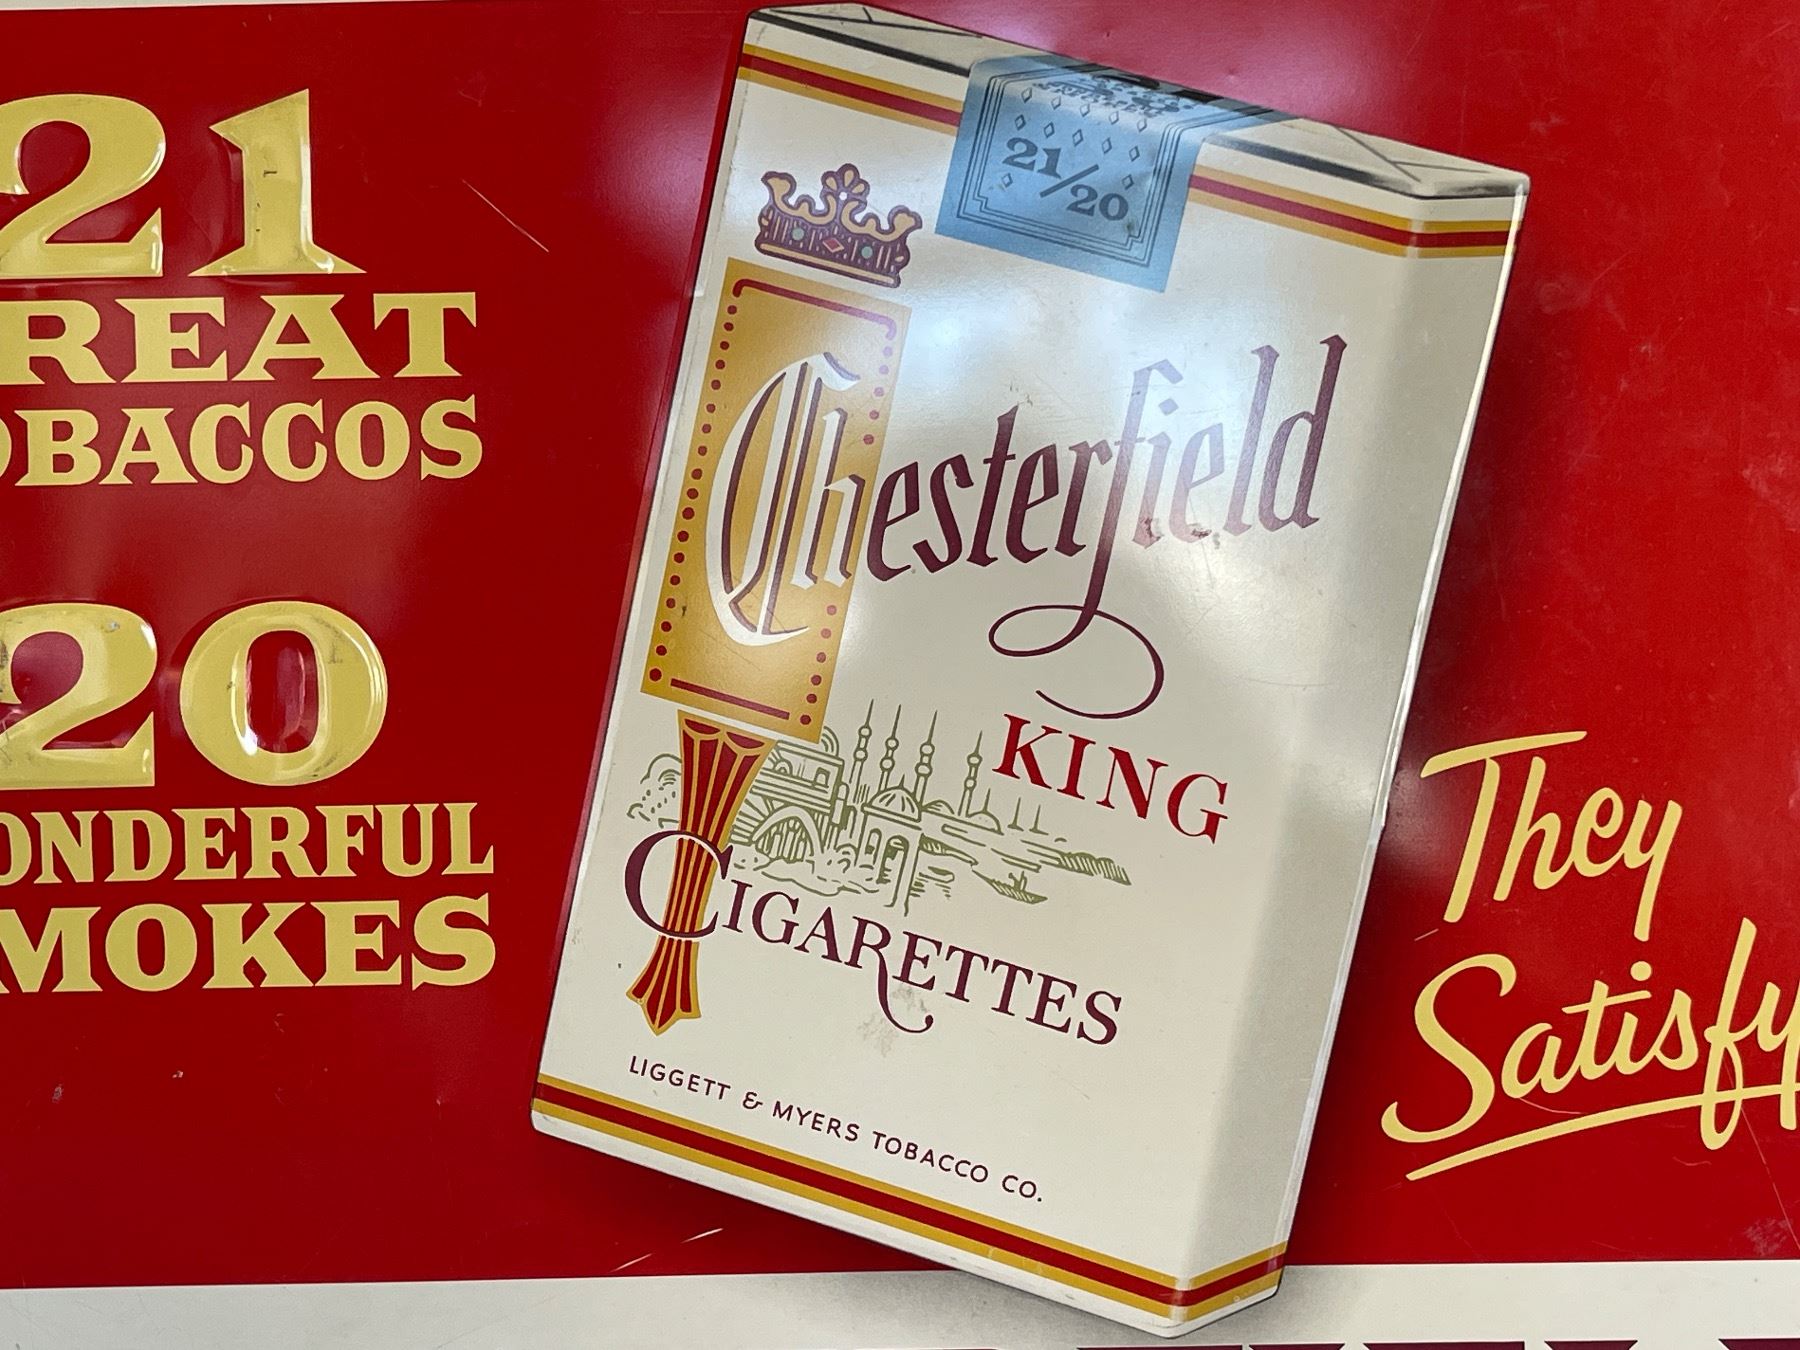 21
REAT
OBACCOS
20
ONDERFUL
MOKES
21/20
Chesterfield
KING
CIGARETTES
LIGGETT & MYERS TOBACCO CO.
They
Satisfy